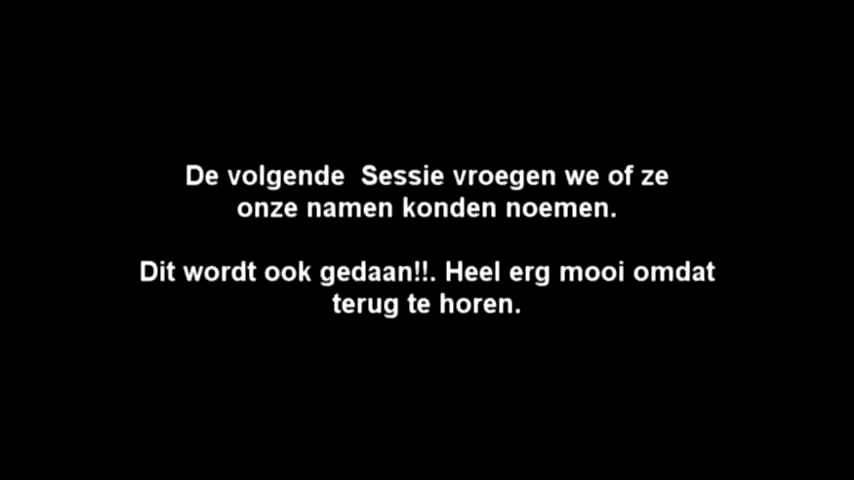 De volgende  Sessie vroegen we of ze
onze namen konden noemen.
Dit wordt ook gedaan!!. Heel erg mooi omdat
terug te horen.